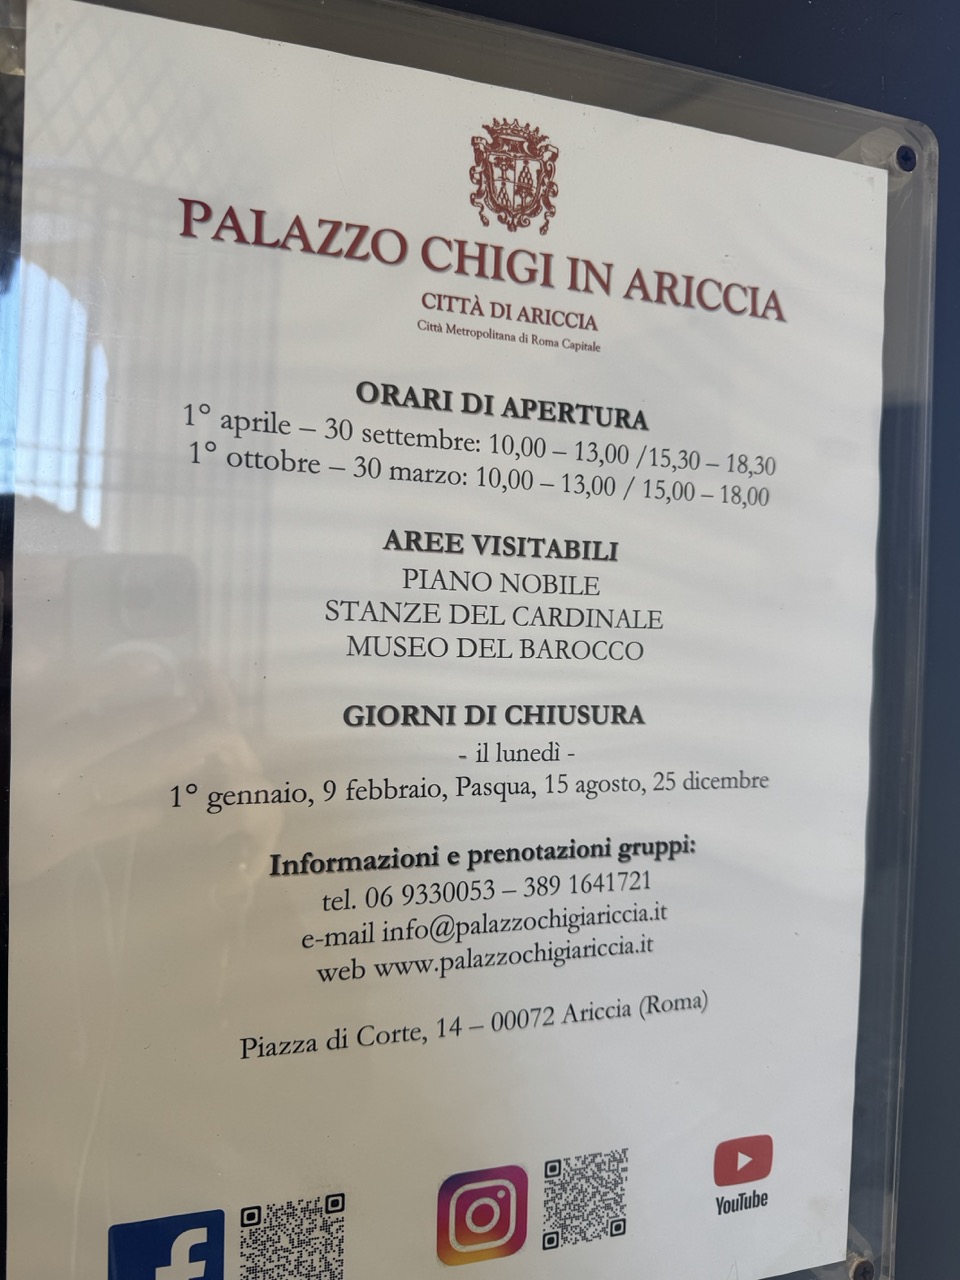 PALAZZO CHIGI IN ARICCIA
CITTÀ DI ARICCIA
Città Metropolitana di Roma Capitale
ORARI DI APERTURA
1° aprile – 30 settembre: 10,00 – 13,00 /15,30 – 18,30
1° ottobre – 30 marzo: 10,00 – 13,00 / 15,00 – 18,00
AREE VISITABILI
PIANO NOBILE
STANZE DEL CARDINALE
MUSEO DEL BAROCCO
GIORNI DI CHIUSURA
- il lunedì -
1° gennaio, 9 febbraio, Pasqua, 15 agosto, 25 dicembre
Informazioni e prenotazioni gruppi:
tel. 06 9330053 – 389 1641721
e-mail info@palazzochigiariccia.it
web www.palazzochigiariccia.it
Piazza di Corte, 14 – 00072 Ariccia (Roma)
YouTube